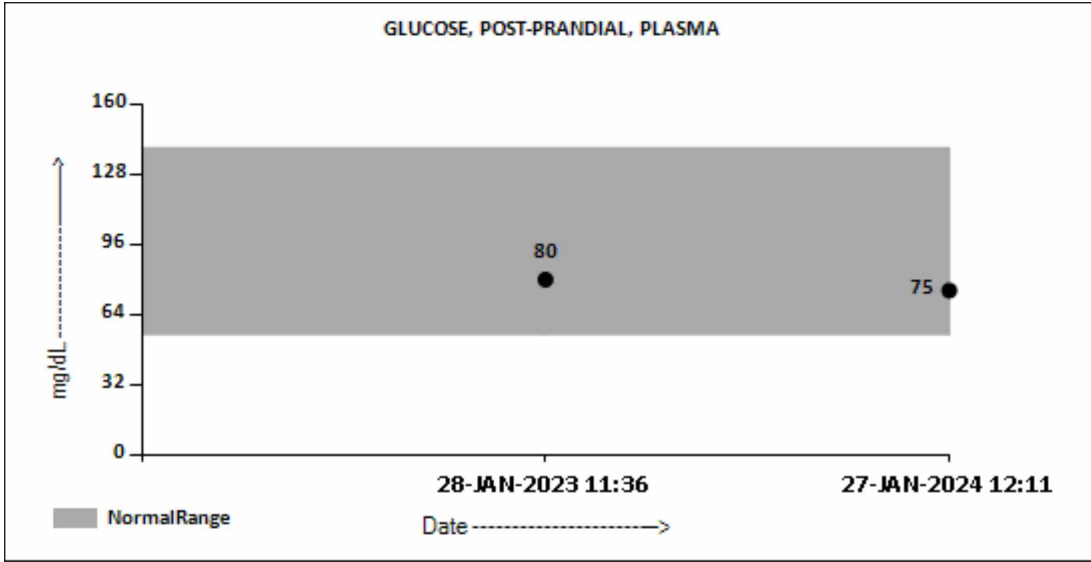 GLUCOSE, POST-PRANDIAL, PLASMA
160
128
96
64
32
0
mg/dL
80
75
28-JAN-2023 11:36
27-JAN-2024 12:11
NormalRange
Date